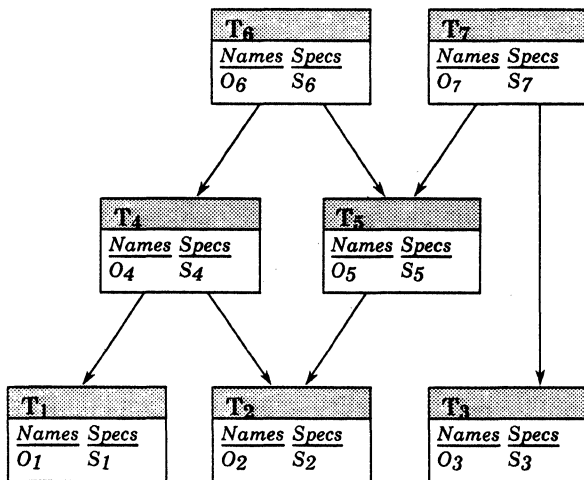 T6 T7
Names Specs Names Specs
O6 S6 O7 S7
T4 T5
Names Specs Names Specs
O4 S4 O5 S5
T1 T2 T3
Names Specs Names Specs Names Specs
O1 S1 O2 S2 O3 S3